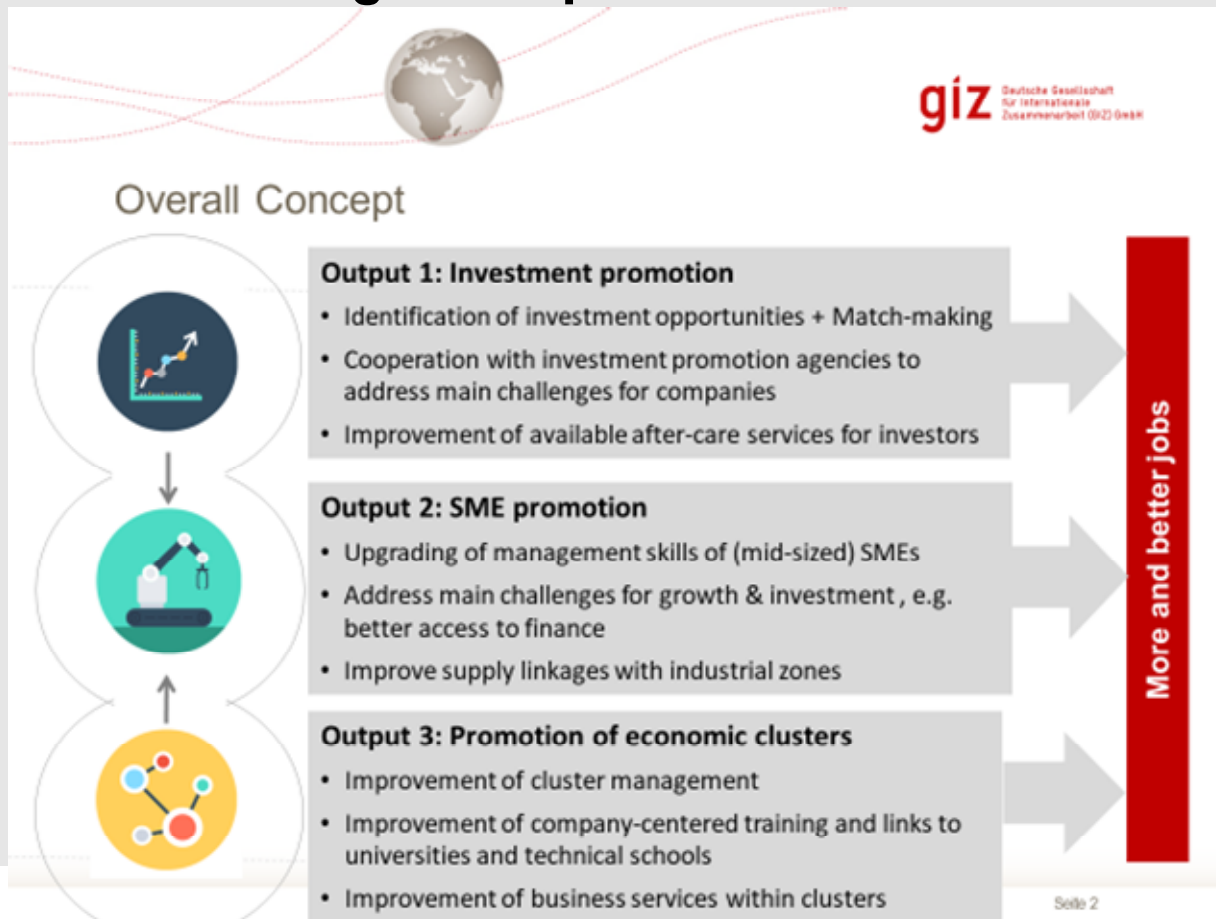 giz Deutsche Gesellschaft
für Internationale
Zusammenarbeit (GIZ) GmbH
Overall Concept
Output 1: Investment promotion
• Identification of investment opportunities + Match-making
• Cooperation with investment promotion agencies to
address main challenges for companies
• Improvement of available after-care services for investors
Output 2: SME promotion
• Upgrading of management skills of (mid-sized) SMEs
• Address main challenges for growth & investment , e.g.
better access to finance
• Improve supply linkages with industrial zones
Output 3: Promotion of economic clusters
• Improvement of cluster management
• Improvement of company-centered training and links to
universities and technical schools
• Improvement of business services within clusters
More and better jobs
Seite 2